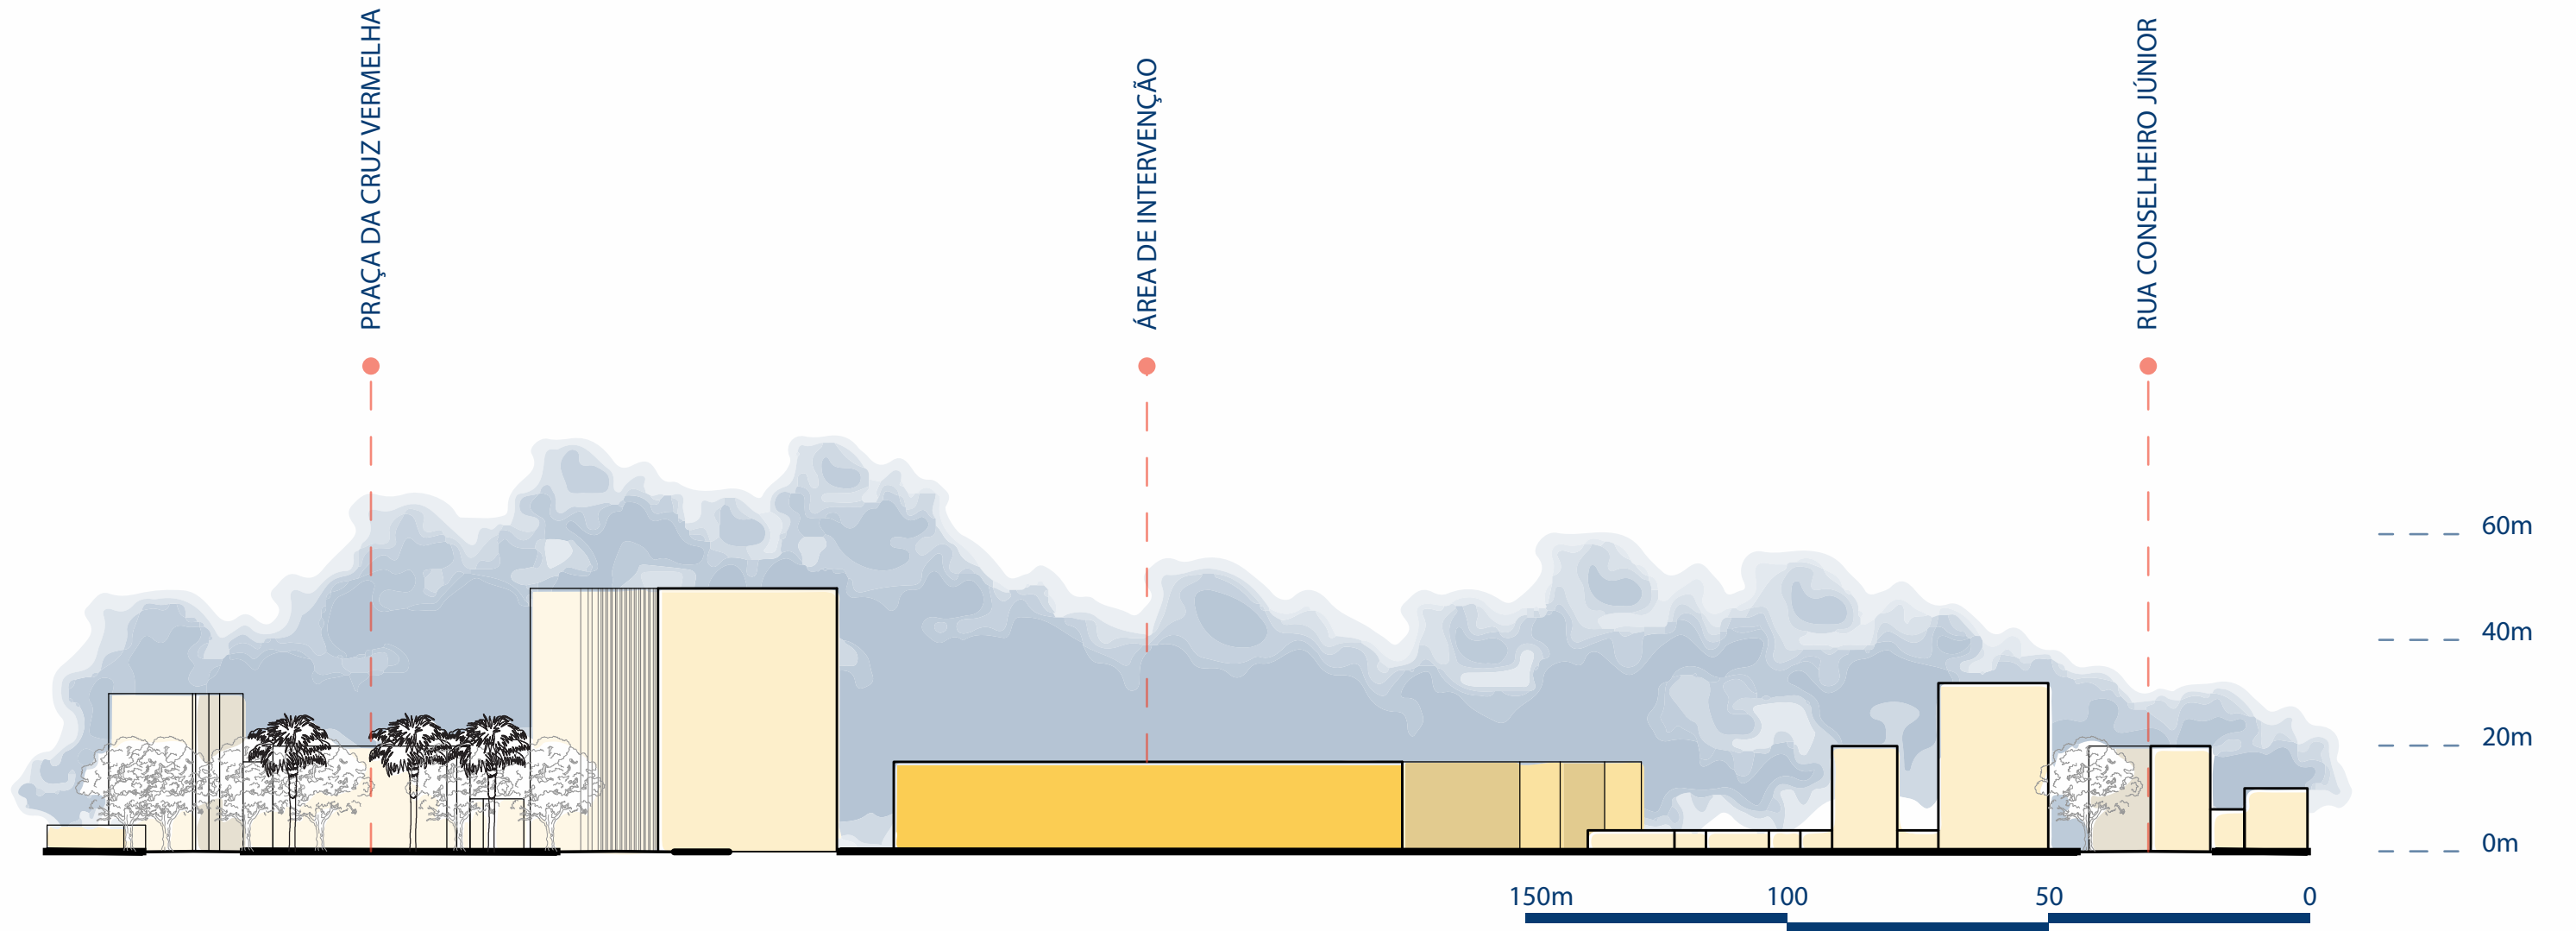 PRAÇA DA CRUZ VERMELHA
ÁREA DE INTERVENÇÃO
RUA CONSELHEIRO JÚNIOR
60m
40m
20m
0m
150m 100 50 0